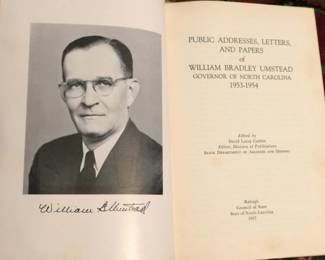 William B Umstead
PUBLIC ADDRESSES, LETTERS,
AND PAPERS
of
WILLIAM BRADLEY UMSTEAD
GOVERNOR OF NORTH CAROLINA
1953-1954
Edited by
David Leroy Corbitt
Editor, Division of Publications
STATE DEPARTMENT OF ARCHIVES AND HISTORY
Raleigh
Council of State
State of North Carolina
1957